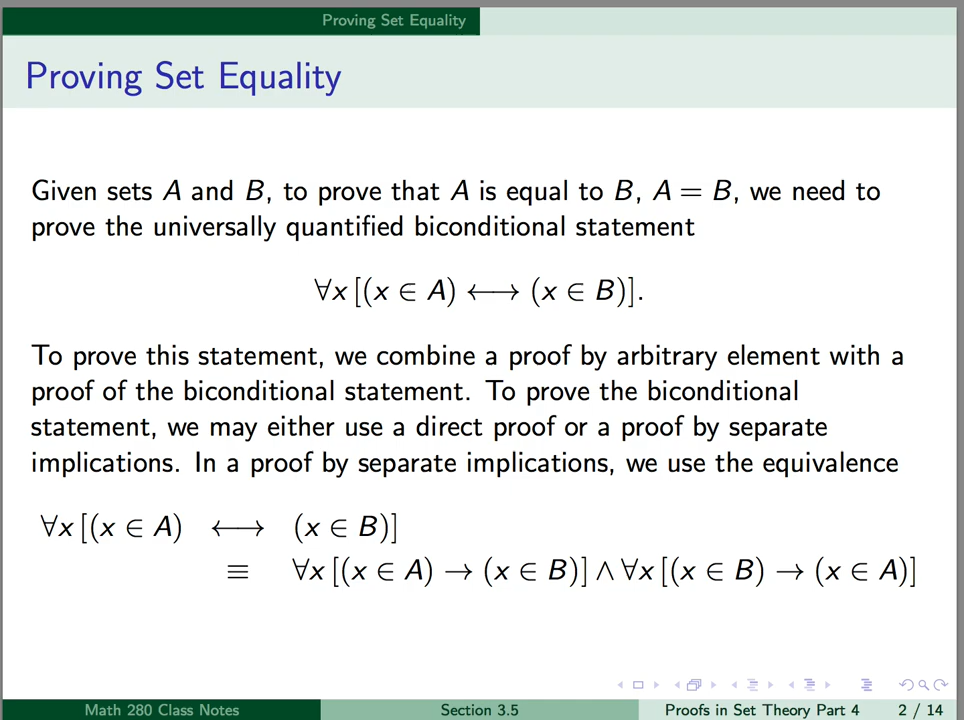 Proving Set Equality
Proving Set Equality
Given sets A and B, to prove that A is equal to B, A = B, we need to
prove the universally quantified biconditional statement
∀x [(x ∈ A) ⟷ (x ∈ B)].
To prove this statement, we combine a proof by arbitrary element with a
proof of the biconditional statement. To prove the biconditional
statement, we may either use a direct proof or a proof by separate
implications. In a proof by separate implications, we use the equivalence
∀x [(x ∈ A) ⟷ (x ∈ B)]
≡ ∀x [(x ∈ A) → (x ∈ B)] ∧ ∀x [(x ∈ B) → (x ∈ A)]
Math 280 Class Notes Section 3.5 Proofs in Set Theory Part 4 2 / 14